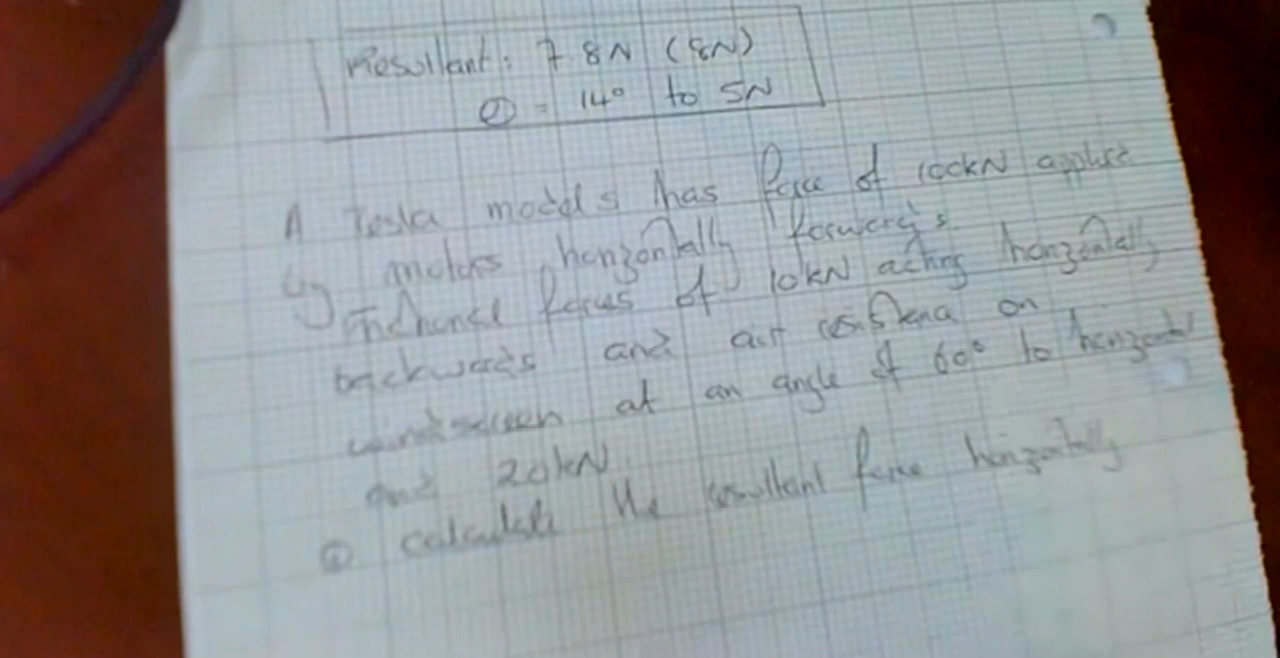 Resultant: 7 8N (8N)
θ = 14° to 5N
A Tesla model s has force of 100kN applied
by motors horizontally forwards
frictional forces of 10kN acting horizontally
backwards and air resistance on
windscreen at an angle of 60° to horizontal
and 20kN
calculate the resultant force horizontally